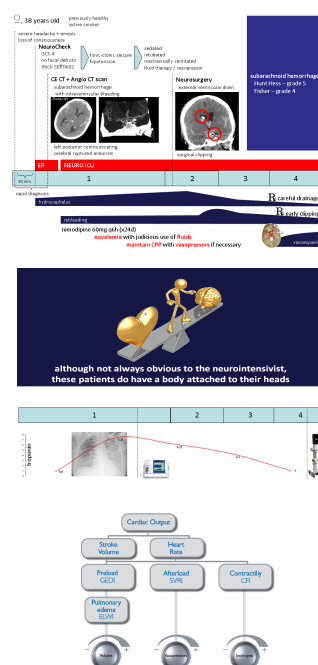 ♀, 38 years old
previously healthy
active smoker
severe headache + emesis
loss of consciousness
NeuroCheck
GCS 4
no focal deficits
neck stiffness
tonic-clonic seizure
hipotension
sedated
intubated
mechanically ventilated
fluid therapy / vasopressor
CE CT + Angio CT scan
subarachnoid hemorrhage
with intraventricular bleeding
left posterior communicating
cerebral ruptured aneurism
Neurosurgery
external ventricular drain
surgical clipping
subarachnoid hemorrhage
Hunt Hess – grade 5
Fisher – grade 4
ER
NEURO ICU
1
2
3
4
rapid diagnosis
hydrocephalus
careful drainage
rebleeding
early clipping
nimodipine 60mg q6h (x24d)
euvolemia with judicious use of fluids
maintain CPP with vasopressors if necessary
vasospasm
although not always obvious to the neurointensivist,
these patients do have a body attached to their heads
1
2
3
4
troponin
Cardiac Output
Stroke
Volume
Heart
Rate
Preload
GEDI
Afterload
SVRI
Contractiliy
CFI
Pulmonary
edema
ELWI
− +
− +
− +
Volume
Vasopressors
Inotropes